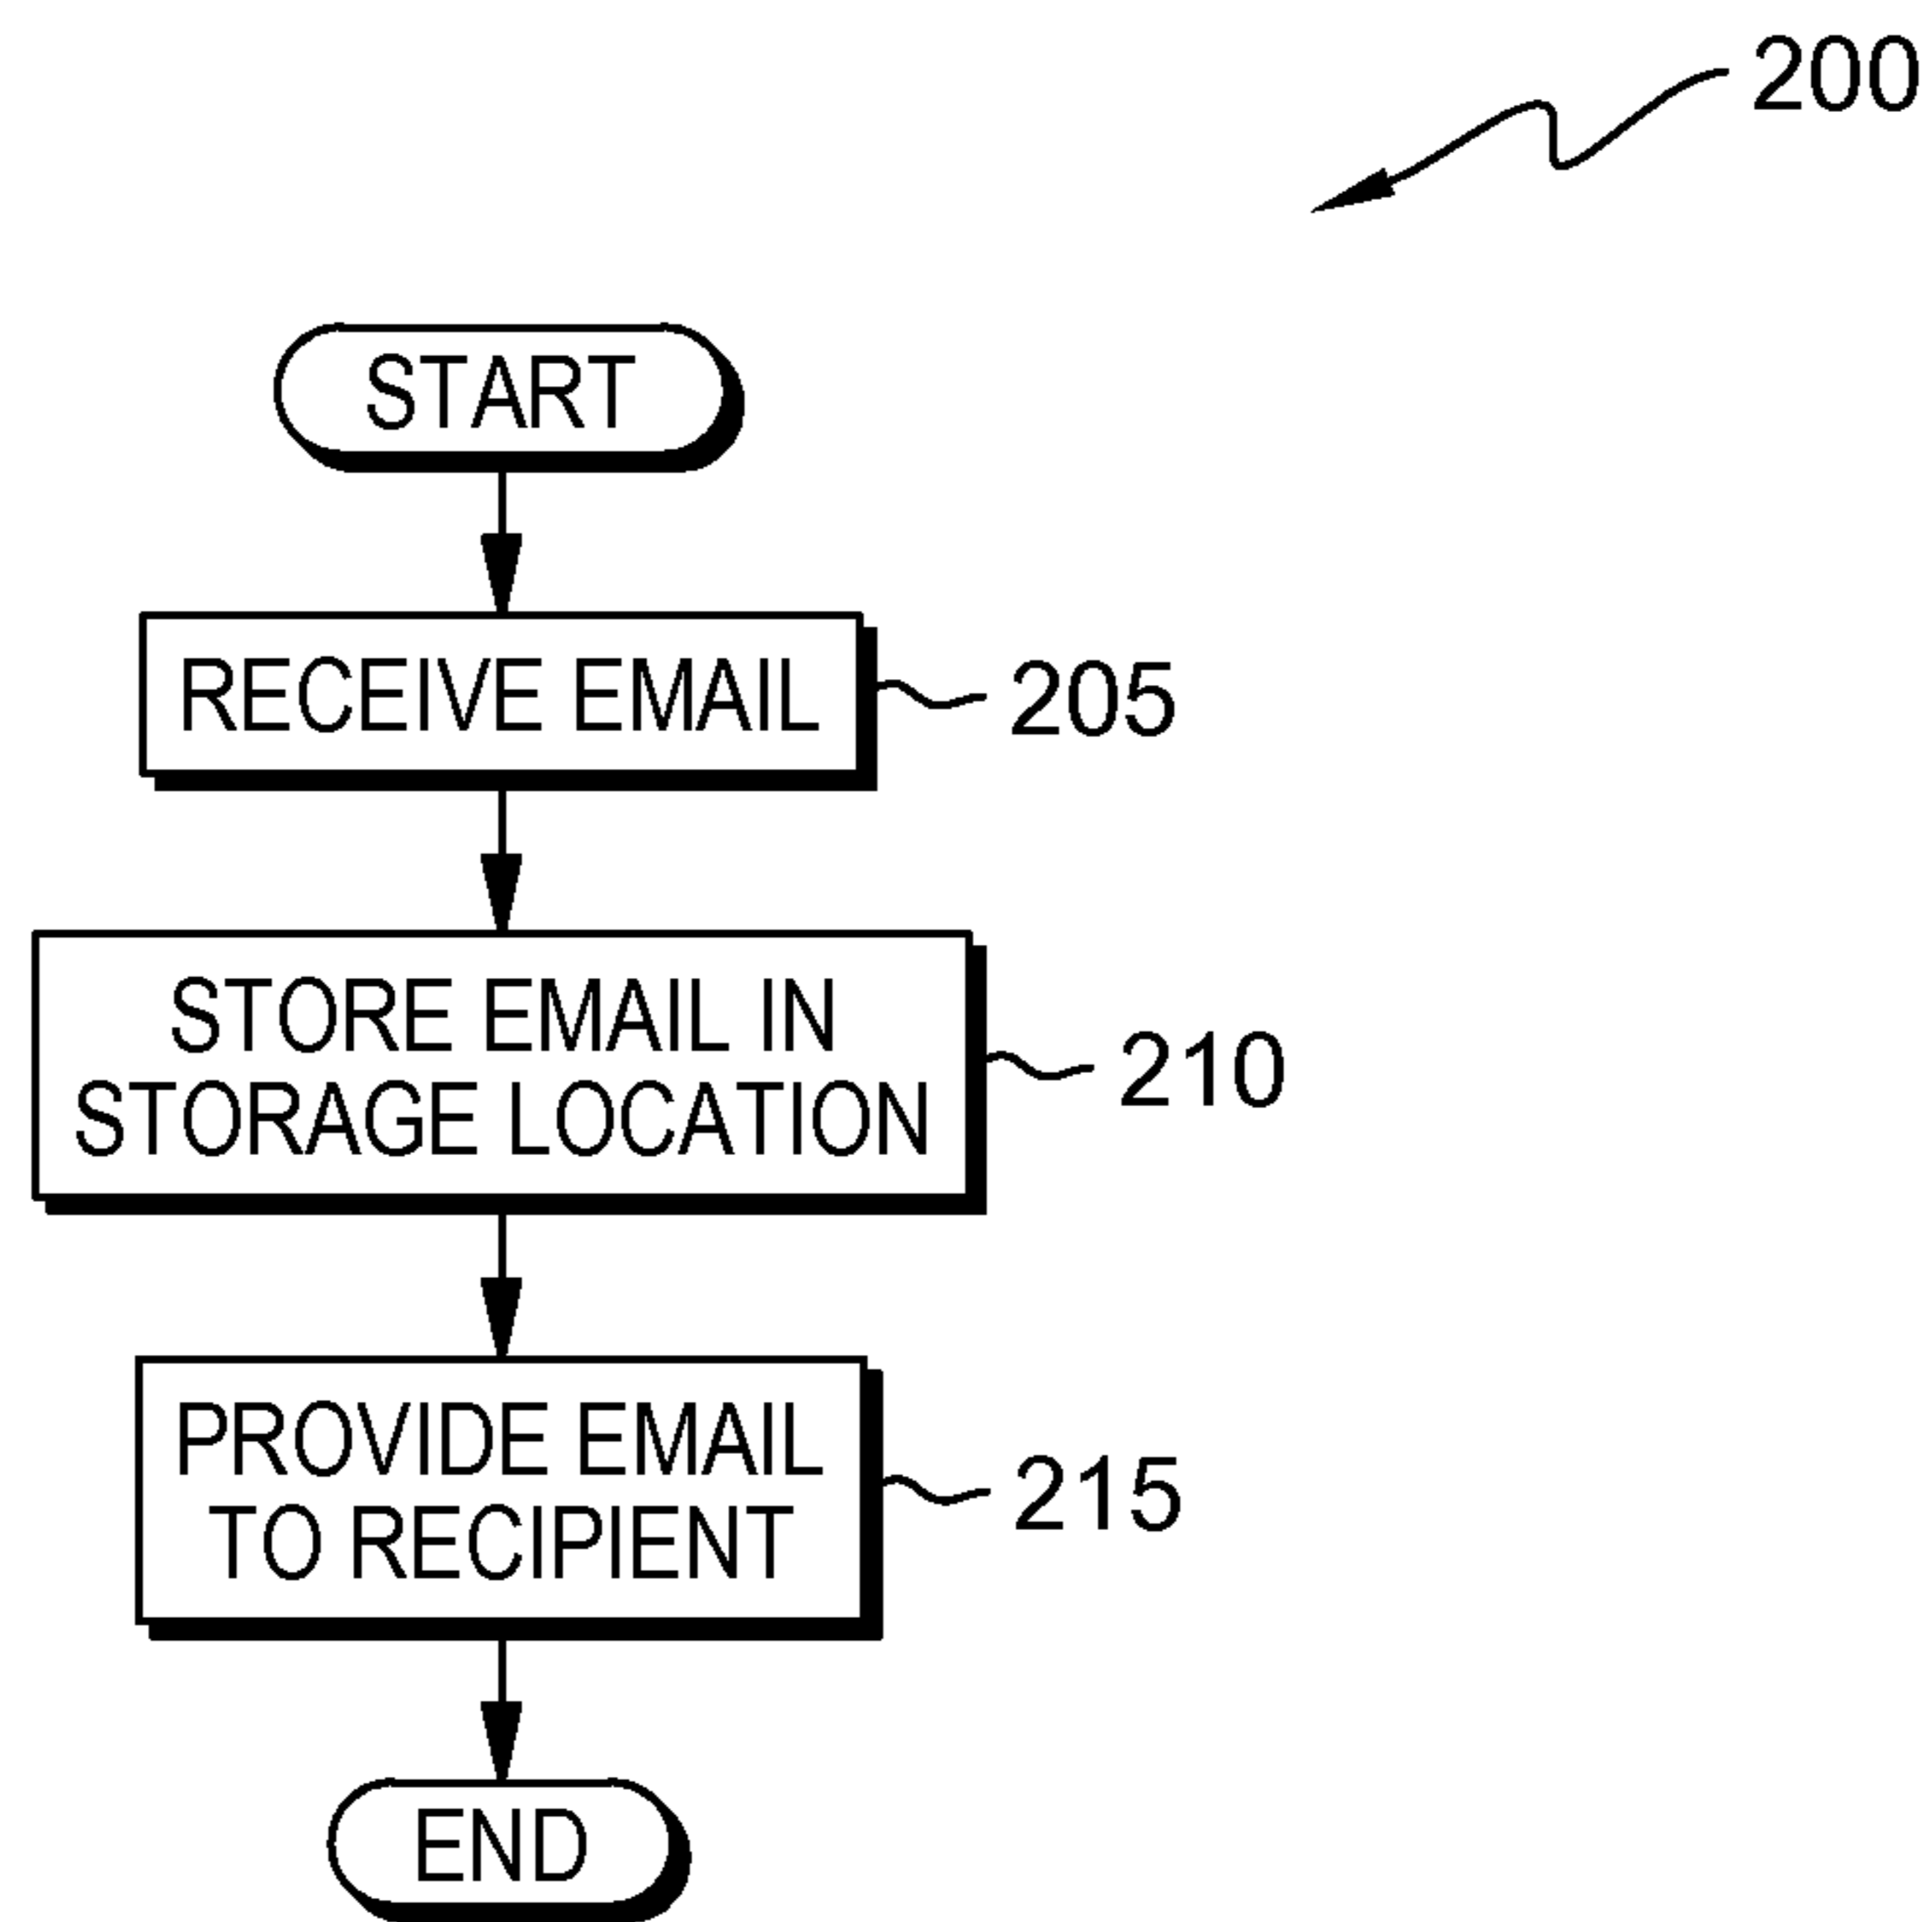 200
START
RECEIVE EMAIL
205
STORE EMAIL IN
STORAGE LOCATION
210
PROVIDE EMAIL
TO RECIPIENT
215
END